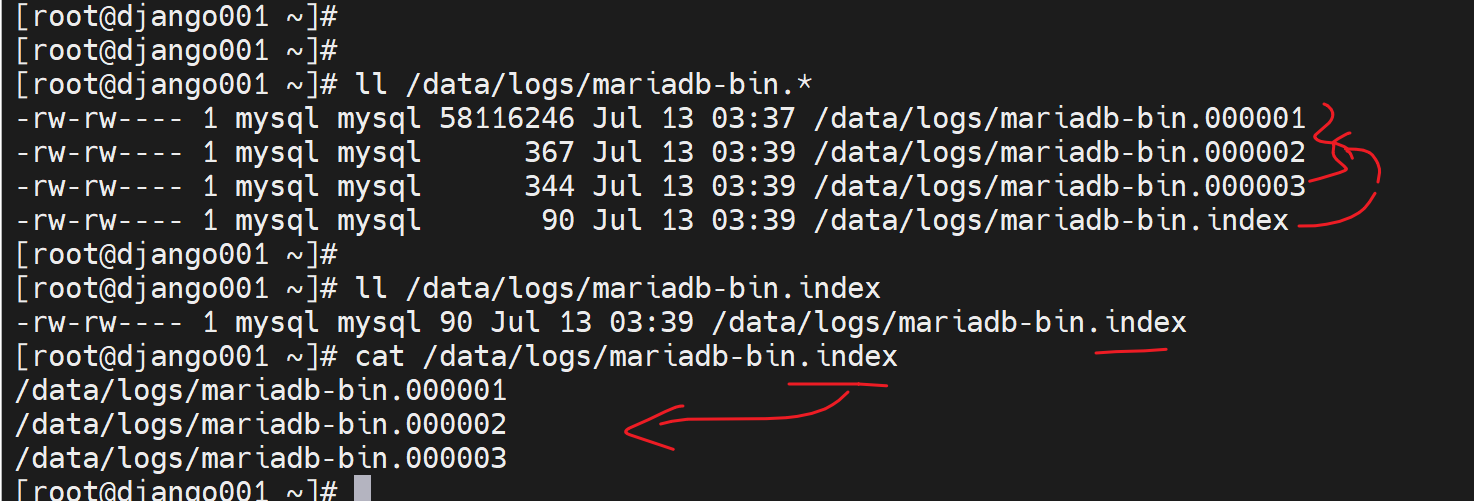 [root@django001 ~]#
[root@django001 ~]#
[root@django001 ~]# ll /data/logs/mariadb-bin.*
-rw-rw---- 1 mysql mysql 58116246 Jul 13 03:37 /data/logs/mariadb-bin.000001
-rw-rw---- 1 mysql mysql      367 Jul 13 03:39 /data/logs/mariadb-bin.000002
-rw-rw---- 1 mysql mysql      344 Jul 13 03:39 /data/logs/mariadb-bin.000003
-rw-rw---- 1 mysql mysql       90 Jul 13 03:39 /data/logs/mariadb-bin.index
[root@django001 ~]#
[root@django001 ~]# ll /data/logs/mariadb-bin.index
-rw-rw---- 1 mysql mysql 90 Jul 13 03:39 /data/logs/mariadb-bin.index
[root@django001 ~]# cat /data/logs/mariadb-bin.index
/data/logs/mariadb-bin.000001
/data/logs/mariadb-bin.000002
/data/logs/mariadb-bin.000003
[root@django001 ~]#